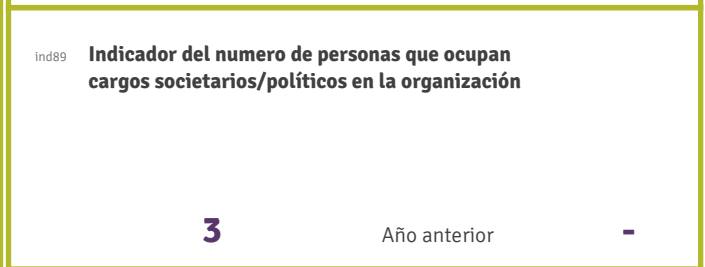 ind89 Indicador del numero de personas que ocupan
cargos societarios/políticos en la organización
3 Año anterior -